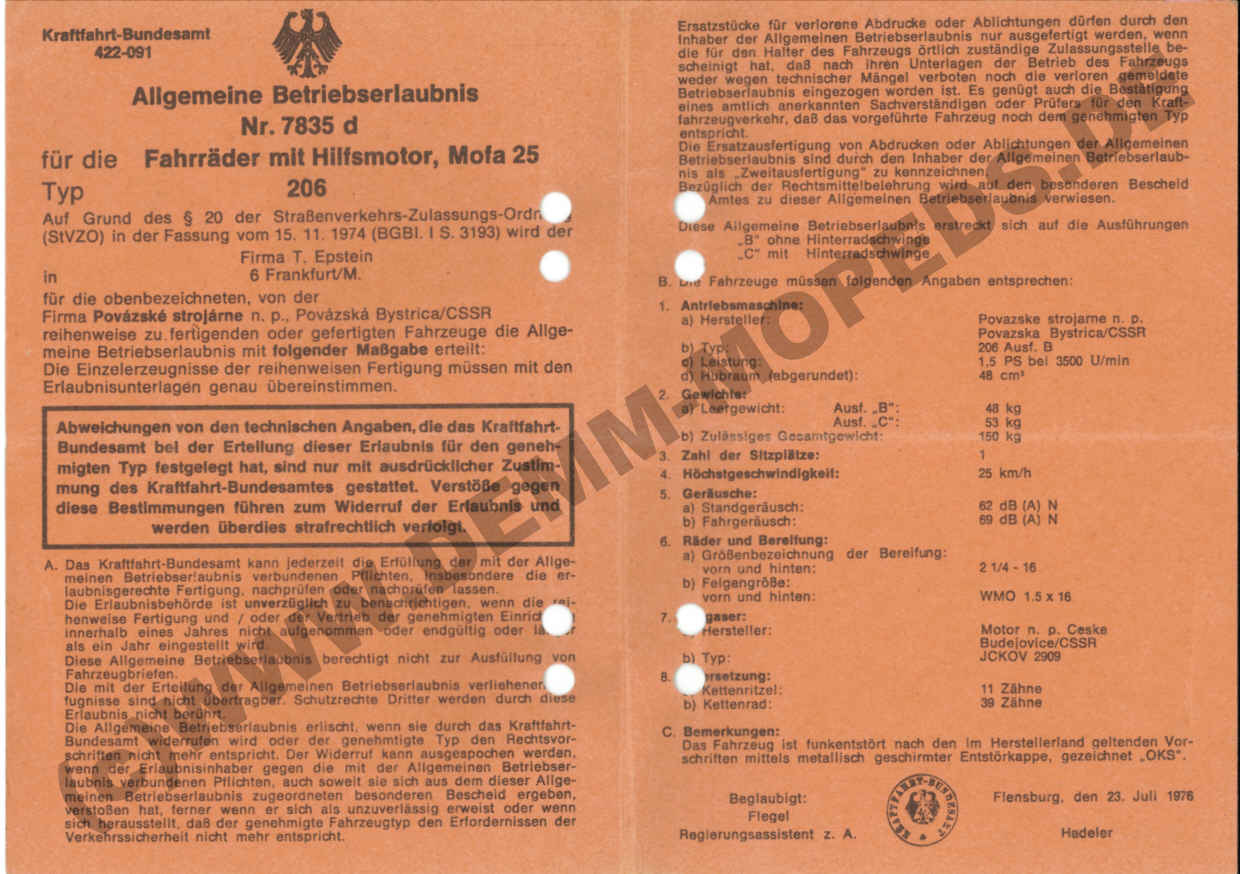 Kraftfahrt-Bundesamt
422-091
Allgemeine Betriebserlaubnis
Nr. 7835 d
für die Fahrräder mit Hilfsmotor, Mofa 25
Typ 206
Auf Grund des § 20 der Straßenverkehrs-Zulassungs-Ordn
(StVZO) in der Fassung vom 15. 11. 1974 (BGBl. I S. 3193) wird der
Firma T. Epstein
in 6 Frankfurt/M.
für die obenbezeichneten, von der
Firma Povázské strojárne n. p., Povázská Bystrica/CSSR
reihenweise zu fertigenden oder gefertigten Fahrzeuge die Allge-
meine Betriebserlaubnis mit folgender Maßgabe erteilt:
Die Einzelerzeugnisse der reihenweisen Fertigung müssen mit den
Erlaubnisunterlagen genau übereinstimmen.
Abweichungen von den technischen Angaben, die das Kraftfahrt-
Bundesamt bei der Erteilung dieser Erlaubnis für den geneh-
migten Typ festgelegt hat, sind nur mit ausdrücklicher Zustim-
mung des Kraftfahrt-Bundesamtes gestattet. Verstöße gegen
diese Bestimmungen führen zum Widerruf der Erlaubnis und
werden überdies strafrechtlich verfolgt.
A. Das Kraftfahrt-Bundesamt kann jederzeit die Erfüllung der mit der Allge-
meinen Betriebserlaubnis verbundenen Pflichten, insbesondere die er-
laubnisgerechte Fertigung, nachprüfen oder nachprüfen lassen.
Die Erlaubnisbehörde ist unverzüglich zu benachrichtigen, wenn die rei-
henweise Fertigung und / oder der Vertrieb der genehmigten Einrich
innerhalb eines Jahres nicht aufgenommen oder endgültig oder
als ein Jahr eingestellt wird.
Diese Allgemeine Betriebserlaubnis berechtigt nicht zur Ausfüllung von
Fahrzeugbriefen.
Die mit der Erteilung der Allgemeinen Betriebserlaubnis verliehenen
fugnisse sind nicht übertragbar. Schutzrechte Dritter werden durch diese
Erlaubnis nicht berührt.
Die Allgemeine Betriebserlaubnis erlischt, wenn sie durch das Kraftfahrt-
Bundesamt widerrufen wird oder der genehmigte Typ den Rechtsvor-
schriften nicht mehr entspricht. Der Widerruf kann ausgespochen werden,
wenn der Erlaubnisinhaber gegen die mit der Allgemeinen Betriebser-
laubnis verbundenen Pflichten, auch soweit sie sich aus dem dieser Allge-
meinen Betriebserlaubnis zugeordneten besonderen Bescheid ergeben,
verstoßen hat, ferner wenn er sich als unzuverlässig erweist oder wenn
sich herausstellt, daß der genehmigte Fahrzeugtyp den Erfordernissen der
Verkehrssicherheit nicht mehr entspricht.
Ersatzstücke für verlorene Abdrucke oder Ablichtungen dürfen durch den
Inhaber der Allgemeinen Betriebserlaubnis nur ausgefertigt werden, wenn
die für den Halter des Fahrzeugs örtlich zuständige Zulassungsstelle be-
scheinigt hat, daß nach ihren Unterlagen der Betrieb des Fahrzeugs
weder wegen technischer Mängel verboten noch die verloren gemeldete
Betriebserlaubnis eingezogen worden ist. Es genügt auch die Bestätigung
eines amtlich anerkannten Sachverständigen oder Prüfers für den Kraft-
fahrzeugverkehr, daß das vorgeführte Fahrzeug noch dem genehmigten Typ
entspricht.
Die Ersatzausfertigung von Abdrucken oder Ablichtungen der Allgemeinen
Betriebserlaubnis sind durch den Inhaber der Allgemeinen Betriebserlaub-
nis als „Zweitausfertigung" zu kennzeichnen.
Bezüglich der Rechtsmittelbelehrung wird auf den besonderen Bescheid
Amtes zu dieser Allgemeinen Betriebserlaubnis verwiesen.
Diese Allgemeine Betriebserlaubnis erstreckt sich auf die Ausführungen
„B" ohne Hinterradschwinge
„C" mit Hinterradschwinge
B. Die Fahrzeuge müssen folgenden Angaben entsprechen:
1. Antriebsmaschine:
a) Hersteller: Povazske strojarne n. p.
Povazska Bystrica/CSSR
b) Typ: 206 Ausf. B
c) Leistung: 1,5 PS bei 3500 U/min
d) Hubraum (abgerundet): 48 cm³
2. Gewichte:
a) Leergewicht: Ausf. „B": 48 kg
Ausf. „C": 53 kg
b) Zulässiges Gesamtgewicht: 150 kg
3. Zahl der Sitzplätze: 1
4. Höchstgeschwindigkeit: 25 km/h
5. Geräusche:
a) Standgeräusch: 62 dB (A) N
b) Fahrgeräusch: 69 dB (A) N
6. Räder und Bereifung:
a) Größenbezeichnung der Bereifung:
vorn und hinten: 2 1/4 - 16
b) Felgengröße:
vorn und hinten: WMO 1.5 x 16
7. gaser:
Hersteller: Motor n. p. Ceske
Budejovice/CSSR
b) Typ: JCKOV 2909
8. ersetzung:
Kettenritzel: 11 Zähne
b) Kettenrad: 39 Zähne
C. Bemerkungen:
Das Fahrzeug ist funkentstört nach den im Herstellerland geltenden Vor-
schriften mittels metallisch geschirmter Entstörkappe, gezeichnet „OKS".
Beglaubigt:
Flegel
Regierungsassistent z. A.
KRAFTFAHRT-BUNDESAMT
Flensburg, den 23. Juli 1976
Hadeler
(c)WWW.DEMM-MOPEDS.DE